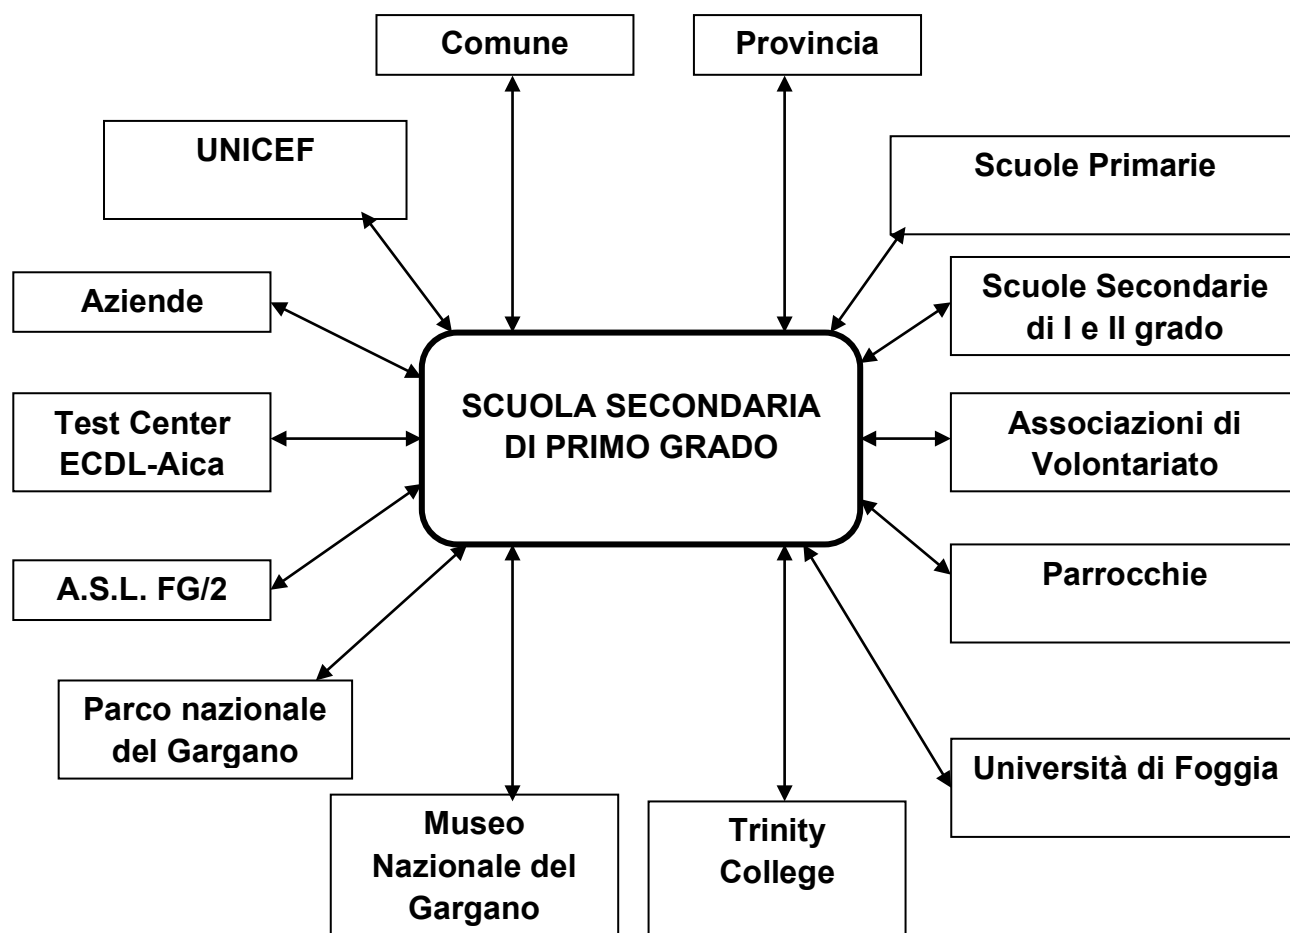 Comune
Provincia
UNICEF
Scuole Primarie
Aziende
Scuole Secondarie
di I e II grado
SCUOLA SECONDARIA
DI PRIMO GRADO
Test Center
ECDL-Aica
Associazioni di
Volontariato
A.S.L. FG/2
Parrocchie
Parco nazionale
del Gargano
Università di Foggia
Museo
Nazionale del
Gargano
Trinity
College